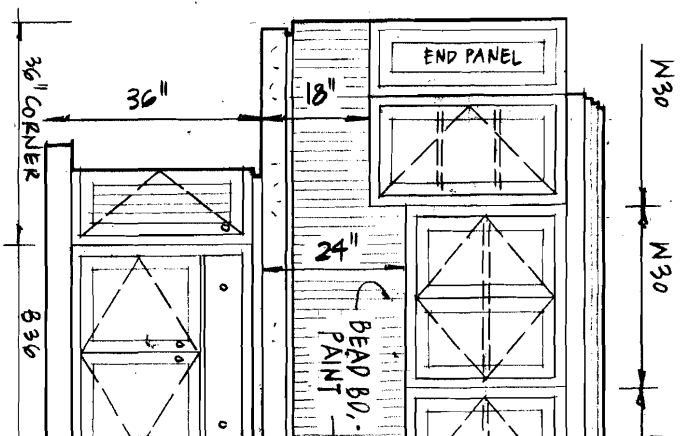 END PANEL
W30
36"
18"
36" CORNER
24"
W30
BEAD BD,-
PAINT
B36